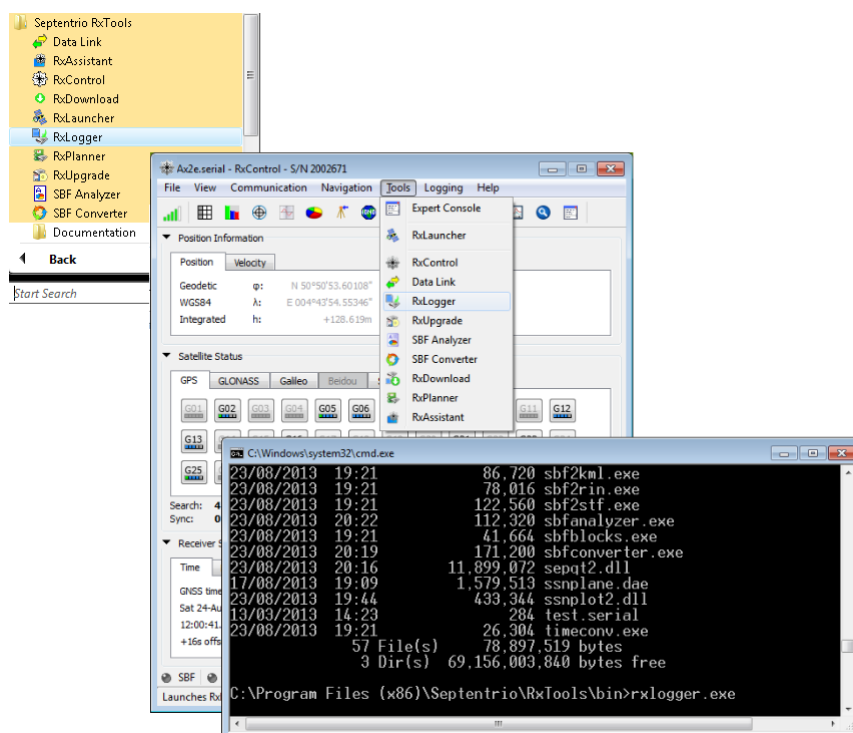 Septentrio RxTools
Data Link
RxAssistant
RxControl
RxDownload
RxLauncher
RxLogger
RxPlanner
RxUpgrade
SBF Analyzer
SBF Converter
Documentation
Back
Start Search
Ax2e.serial - RxControl - S/N 2002671
File View Communication Navigation Tools Logging Help
Expert Console
RxLauncher
RxControl
Data Link
RxLogger
RxUpgrade
SBF Analyzer
SBF Converter
RxDownload
RxPlanner
RxAssistant
Position Information
Position Velocity
Geodetic φ: N 50°50'53.60108"
WGS84 λ: E 004°43'54.55346"
Integrated h: +128.619m
Satellite Status
GPS GLONASS Galileo Beidou
G01 G02 G03 G04 G05 G06 G11 G12
G13
G25
Search: 4
Sync: 0
Receiver S
Time
GNSS time
Sat 24-Au
12:00:41.
+16s offs
SBF
Launches Rx
C:\Windows\system32\cmd.exe
23/08/2013 19:21 86,720 sbf2kml.exe
23/08/2013 19:21 78,016 sbf2rin.exe
23/08/2013 19:21 122,560 sbf2stf.exe
23/08/2013 20:22 112,320 sbfanalyzer.exe
23/08/2013 19:21 41,664 sbfblocks.exe
23/08/2013 20:19 171,200 sbfconverter.exe
23/08/2013 20:16 11,899,072 sepqt2.dll
17/08/2013 19:09 1,579,513 ssnplane.dae
23/08/2013 19:44 433,344 ssnplot2.dll
13/03/2013 14:23 284 test.serial
23/08/2013 19:21 26,304 timeconv.exe
57 File(s) 78,897,519 bytes
3 Dir(s) 69,156,003,840 bytes free
C:\Program Files (x86)\Septentrio\RxTools\bin>rxlogger.exe